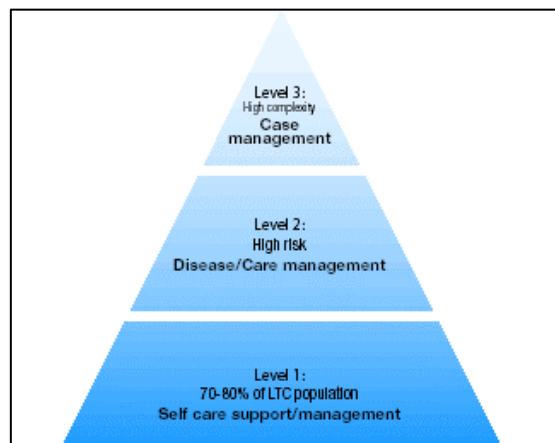 Level 3:
High complexity
Case
management
Level 2:
High risk
Disease/Care management
Level 1:
70-80% of LTC population
Self care support/management